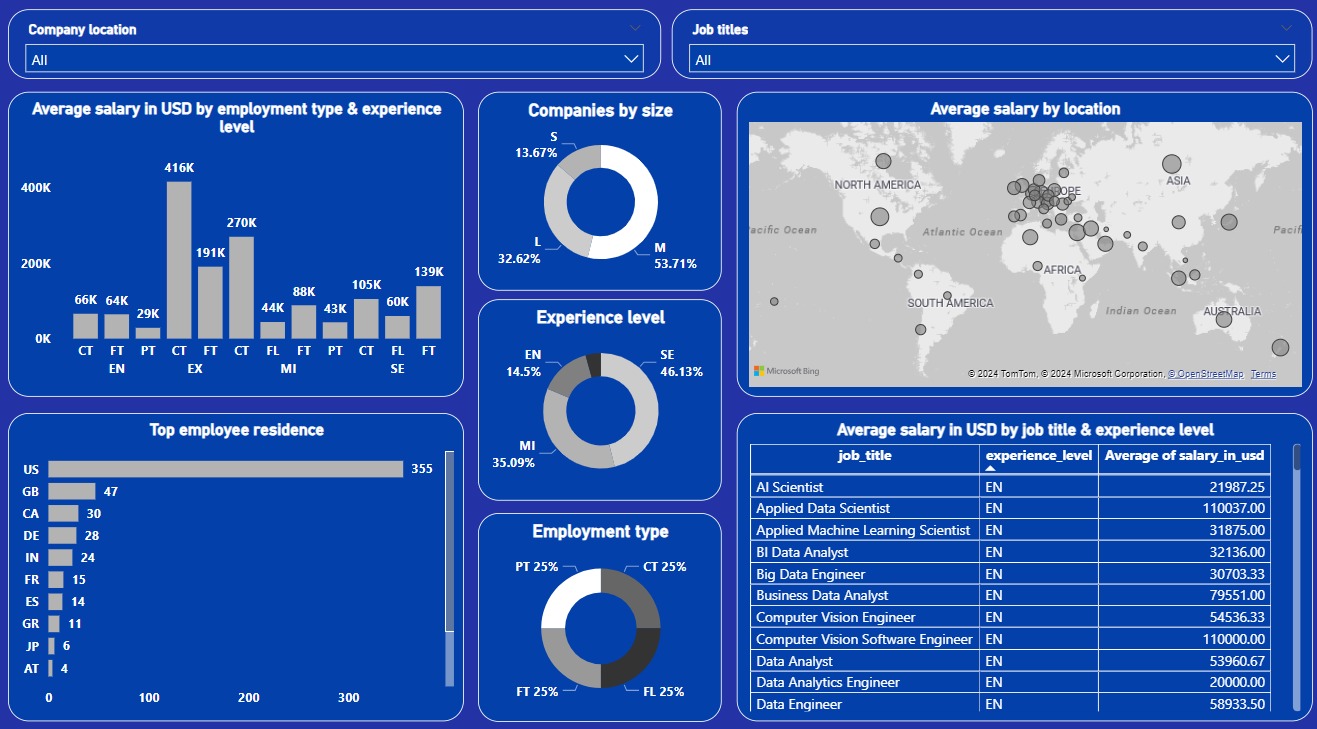 Company location
All
Job titles
All
Average salary in USD by employment type & experience
level
400K
200K
0K
66K
64K
29K
416K
191K
270K
44K
88K
43K
105K
60K
139K
CT FT PT CT FT CT FL FT PT CT FL FT
EN EX MI SE
Companies by size
S
13.67%
L
32.62%
M
53.71%
Average salary by location
NORTH AMERICA
ASIA
OPE
acific Ocean
Atlantic Ocean
Pacif
AFRICA
SOUTH AMERICA
Indian Ocean
AUSTRALIA
Microsoft Bing
© 2024 TomTom, © 2024 Microsoft Corporation, © OpenStreetMap Terms
Top employee residence
US 355
GB 47
CA 30
DE 28
IN 24
FR 15
ES 14
GR 11
JP 6
AT 4
0 100 200 300
Experience level
EN
14.5%
SE
46.13%
MI
35.09%
Employment type
PT 25% CT 25%
FT 25% FL 25%
Average salary in USD by job title & experience level
job_title experience_level Average of salary_in_usd
AI Scientist EN 21987.25
Applied Data Scientist EN 110037.00
Applied Machine Learning Scientist EN 31875.00
BI Data Analyst EN 32136.00
Big Data Engineer EN 30703.33
Business Data Analyst EN 79551.00
Computer Vision Engineer EN 54536.33
Computer Vision Software Engineer EN 110000.00
Data Analyst EN 53960.67
Data Analytics Engineer EN 20000.00
Data Engineer EN 58933.50